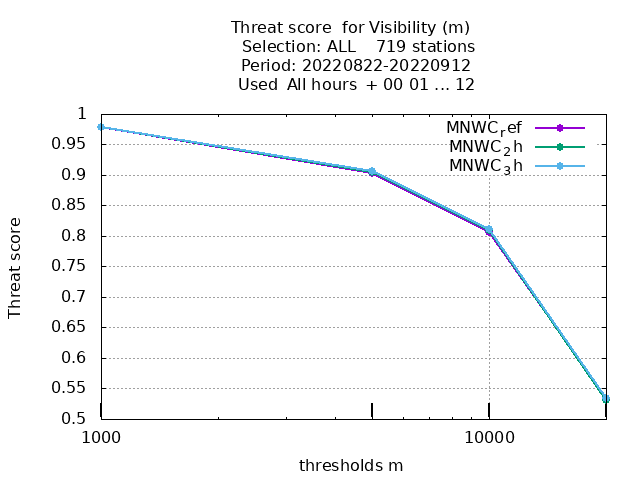 Threat score  for Visibility (m)
Selection: ALL    719 stations
Period: 20220822-20220912
Used  All hours  + 00 01 ... 12
1
0.95
0.9
0.85
0.8
0.75
0.7
0.65
0.6
0.55
0.5
Threat score
MNWC_ref
MNWC_2h
MNWC_3h
1000
10000
thresholds m